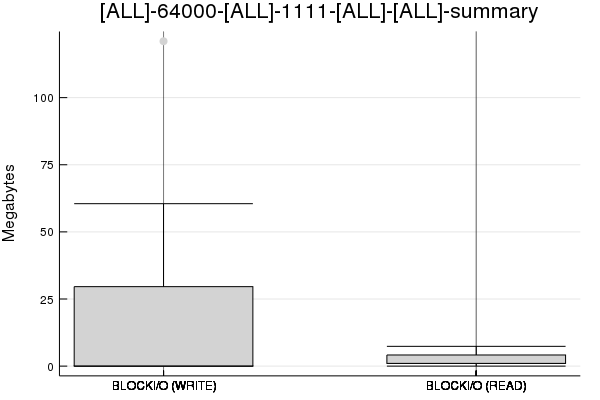 [ALL]-64000-[ALL]-1111-[ALL]-[ALL]-summary
Megabytes
100
75
50
25
0
BLOCKI/O (WRITE)
BLOCKI/O (READ)